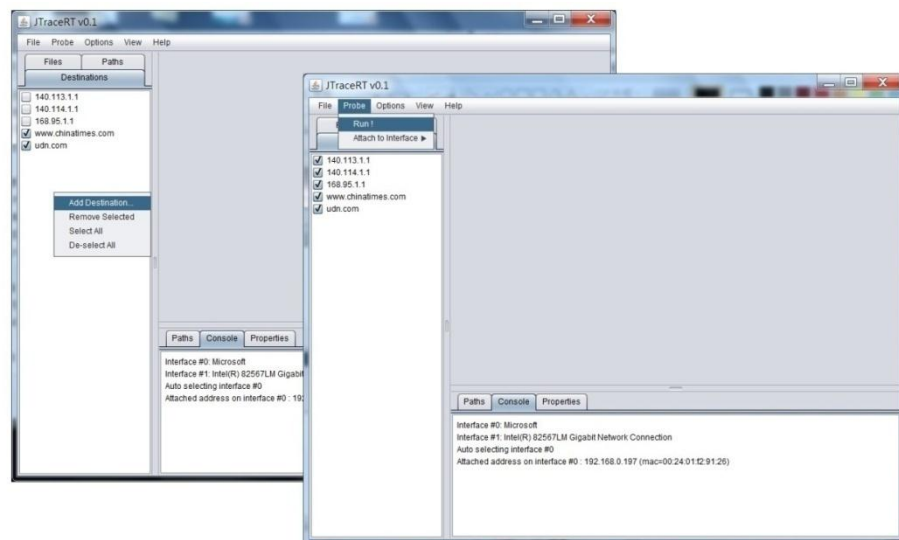 JTraceRT v0.1
File Probe Options View Help
Files Paths
Destinations
140.113.1.1
140.114.1.1
168.95.1.1
www.chinatimes.com
udn.com
Add Destination...
Remove Selected
Select All
De-select All
Paths Console Properties
Interface #0: Microsoft
Interface #1: Intel(R) 82567LM Gigabit
Auto selecting interface #0
Attached address on interface #0 : 192
JTraceRT v0.1
File Probe Options View Help
Run !
Attach to Interface
140.113.1.1
140.114.1.1
168.95.1.1
www.chinatimes.com
udn.com
Paths Console Properties
Interface #0: Microsoft
Interface #1: Intel(R) 82567LM Gigabit Network Connection
Auto selecting interface #0
Attached address on interface #0 : 192.168.0.197 (mac=00:24:01:f2:91:26)